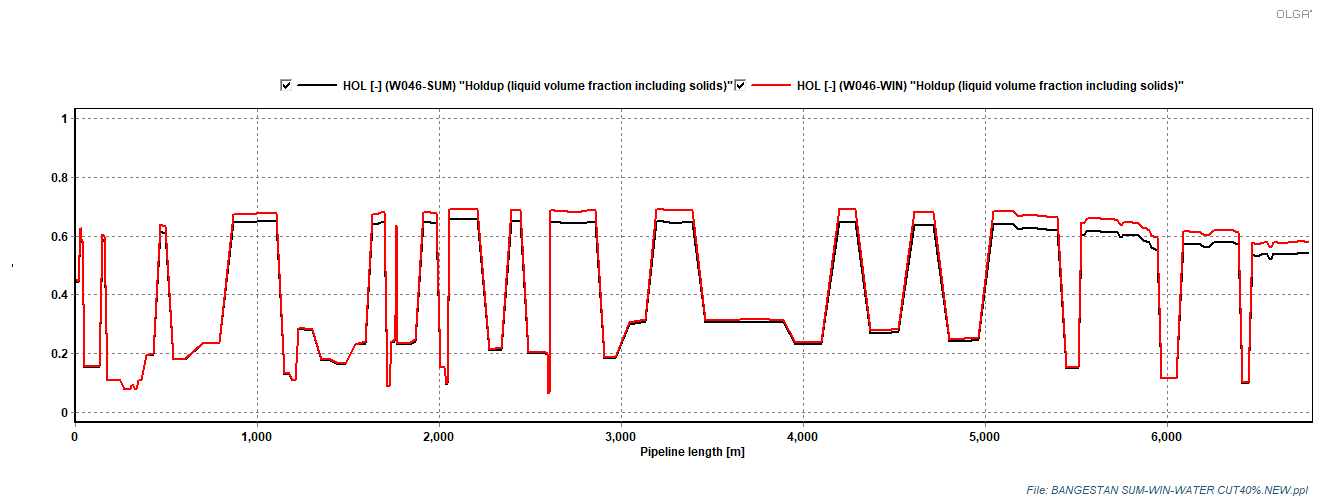 OLGA
HOL [-] (W046-SUM) "Holdup (liquid volume fraction including solids)" HOL [-] (W046-WIN) "Holdup (liquid volume fraction including solids)"
1
0.8
0.6
0.4
0.2
0
0 1,000 2,000 3,000 4,000 5,000 6,000
Pipeline length [m]
File: BANGESTAN SUM-WIN-WATER CUT40%.NEW.ppl